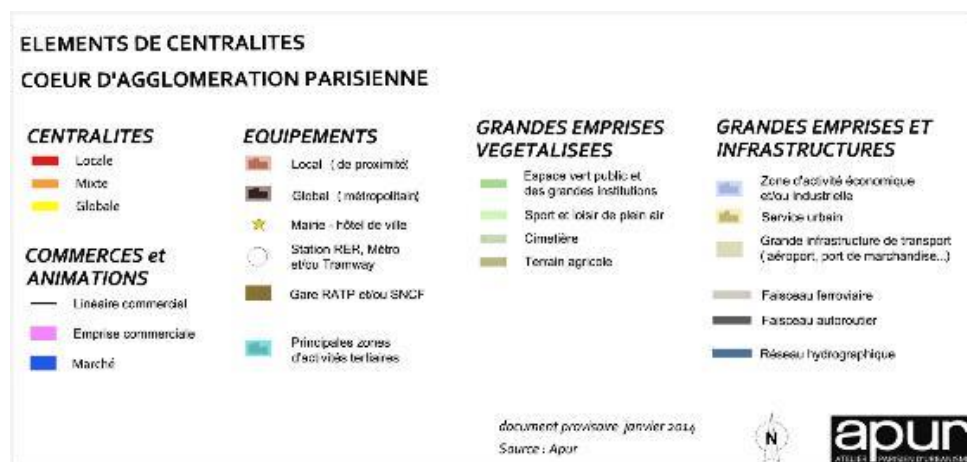 ELEMENTS DE CENTRALITES
COEUR D'AGGLOMERATION PARISIENNE
CENTRALITES
Locale
Mixte
Globale
COMMERCES et
ANIMATIONS
Linéaire commercial
Emprise commerciale
Marché
EQUIPEMENTS
Local ( de proximité)
Global ( métropolitain)
Mairie - hôtel de ville
Station RER, Métro
et/ou Tramway
Gare RATP et/ou SNCF
Principales zones
d'activités tertiaires
GRANDES EMPRISES
VEGETALISEES
Espace vert public et
des grandes institutions
Sport et loisir de plein air
Cimetière
Terrain agricole
GRANDES EMPRISES ET
INFRASTRUCTURES
Zone d'activité économique
et/ou industrielle
Service urbain
Grande infrastructure de transport
( aéroport, port de marchandise...)
Faisceau ferroviaire
Faisceau autoroutier
Réseau hydrographique
document provisoire janvier 2014
Source : Apur
N
apur
ATELIER PARISIEN D'URBANISME